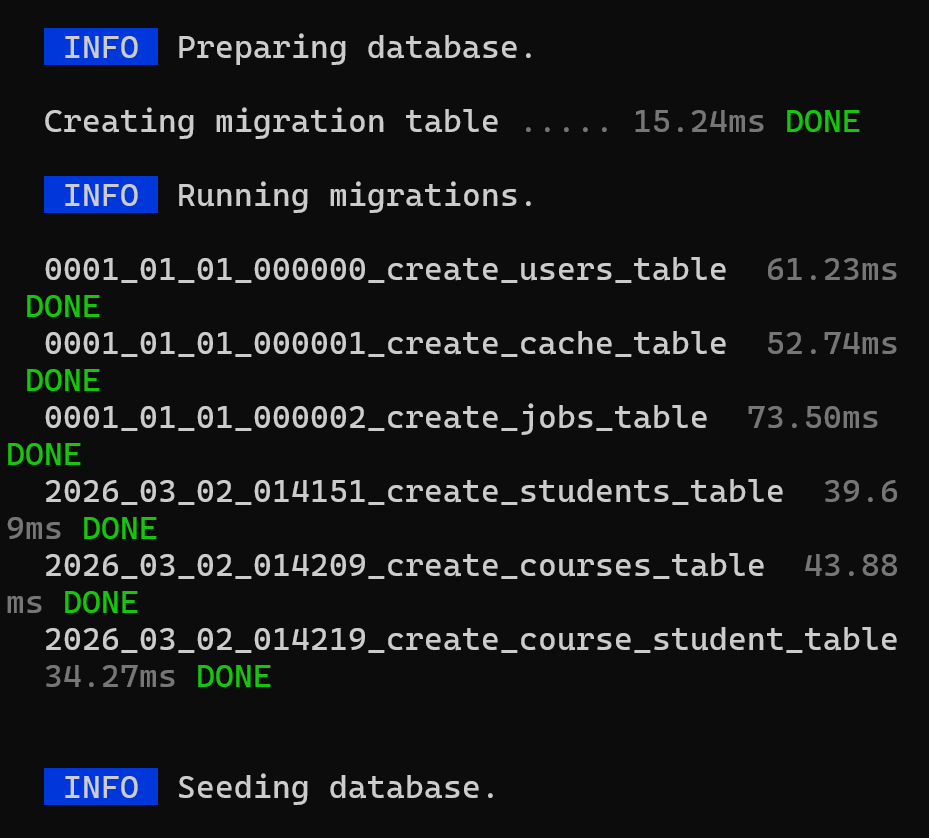 INFO Preparing database.
Creating migration table ..... 15.24ms DONE
INFO Running migrations.
0001_01_01_000000_create_users_table 61.23ms
DONE
0001_01_01_000001_create_cache_table 52.74ms
DONE
0001_01_01_000002_create_jobs_table 73.50ms
DONE
2026_03_02_014151_create_students_table 39.6
9ms DONE
2026_03_02_014209_create_courses_table 43.88
ms DONE
2026_03_02_014219_create_course_student_table
34.27ms DONE
INFO Seeding database.